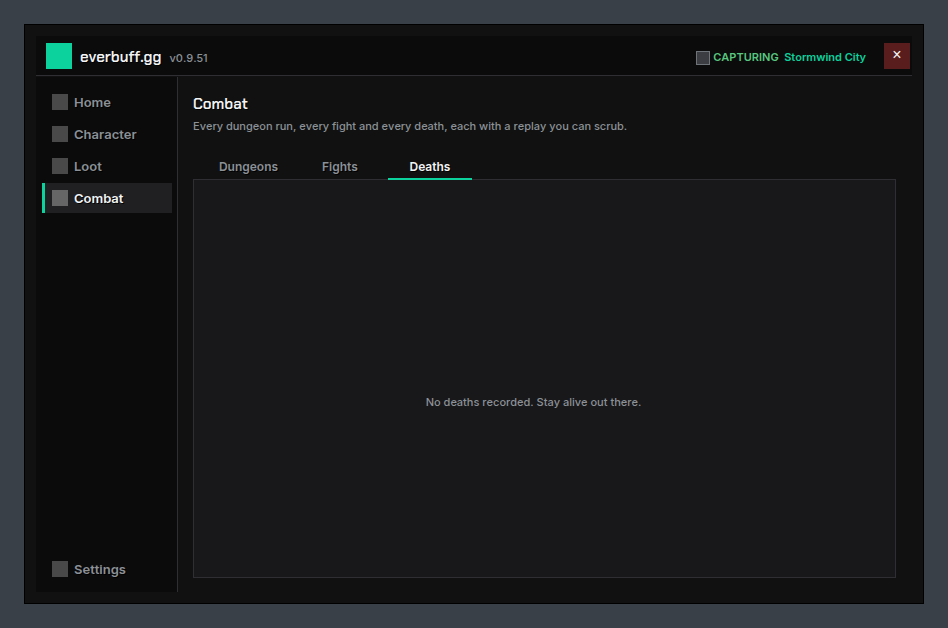 everbuff.gg v0.9.51
CAPTURING Stormwind City ×
Home
Character
Loot
Combat
Settings
Combat
Every dungeon run, every fight and every death, each with a replay you can scrub.
Dungeons Fights Deaths
No deaths recorded. Stay alive out there.